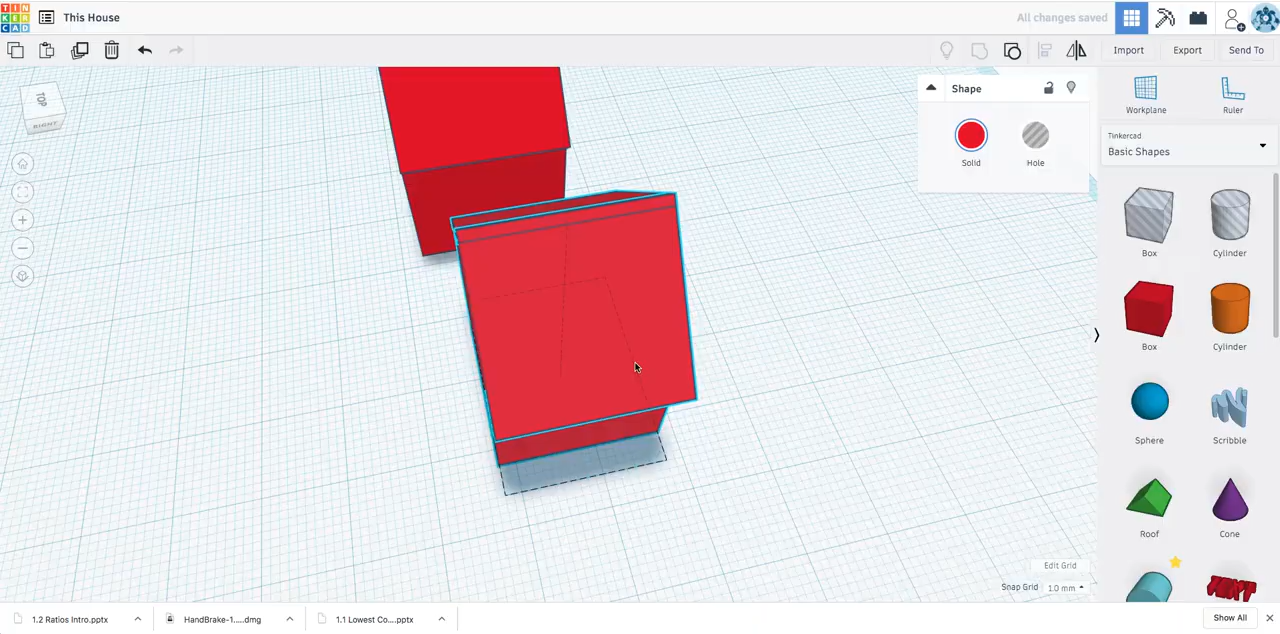 TIN
KER
CAD
This House
All changes saved
Import
Export
Send To
TOP
RIGHT
Shape
Solid
Hole
Workplane
Ruler
Tinkercad
Basic Shapes
Box
Cylinder
Box
Cylinder
Sphere
Scribble
Roof
Cone
Edit Grid
Snap Grid
1.0 mm
1.2 Ratios Intro.pptx
HandBrake-1.....dmg
1.1 Lowest Co....pptx
Show All